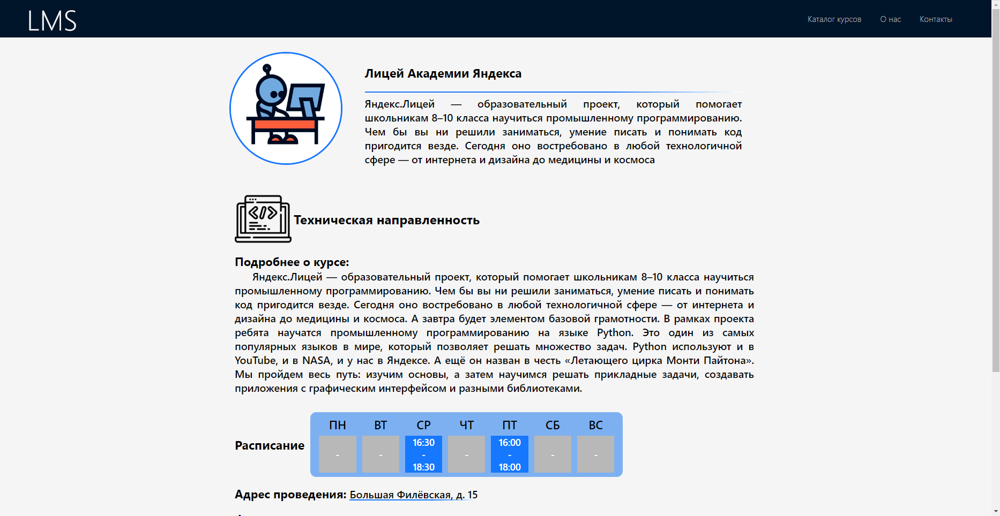 LMS
Каталог курсов О нас Контакты
Лицей Академии Яндекса
Яндекс.Лицей — образовательный проект, который помогает
школьникам 8–10 класса научиться промышленному программированию.
Чем бы вы ни решили заниматься, умение писать и понимать код
пригодится везде. Сегодня оно востребовано в любой технологичной
сфере — от интернета и дизайна до медицины и космоса
</>
Техническая направленность
Подробнее о курсе:
Яндекс.Лицей — образовательный проект, который помогает школьникам 8–10 класса научиться
промышленному программированию. Чем бы вы ни решили заниматься, умение писать и понимать
код пригодится везде. Сегодня оно востребовано в любой технологичной сфере — от интернета и
дизайна до медицины и космоса. А завтра будет элементом базовой грамотности. В рамках проекта
ребята научатся промышленному программированию на языке Python. Это один из самых
популярных языков в мире, который позволяет решать множество задач. Python используют и в
YouTube, и в NASA, и у нас в Яндексе. А ещё он назван в честь «Летающего цирка Монти Пайтона».
Мы пройдем весь путь: изучим основы, а затем научимся решать прикладные задачи, создавать
приложения с графическим интерфейсом и разными библиотеками.
Расписание
ПН ВТ СР ЧТ ПТ СБ ВС
16:30 16:00
- - - - - - -
18:30 18:00
Адрес проведения: Большая Филёвская, д. 15